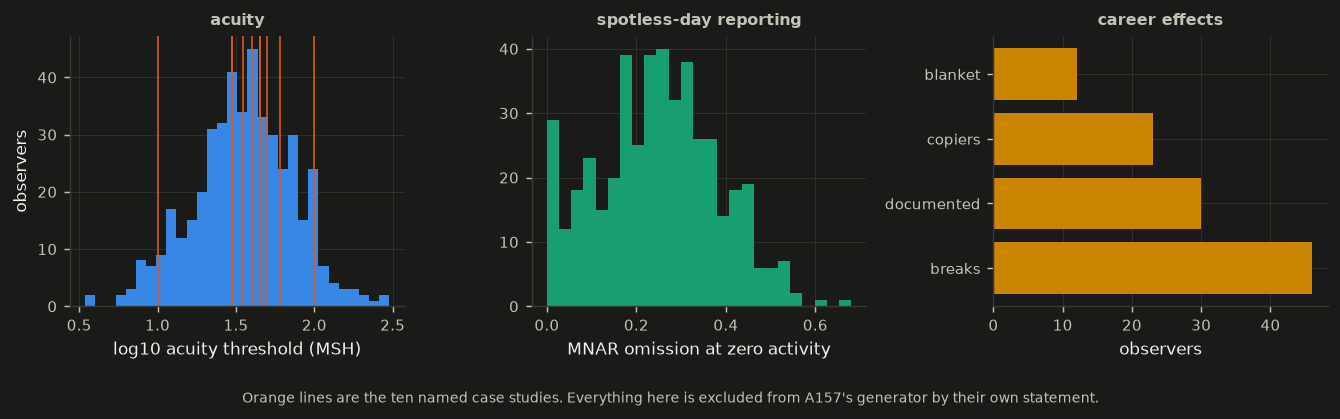 acuity
observers
40
30
20
10
0
0.5 1.0 1.5 2.0 2.5
log10 acuity threshold (MSH)
spotless-day reporting
40
30
20
10
0
0.0 0.2 0.4 0.6
MNAR omission at zero activity
career effects
blanket
copiers
documented
breaks
0 10 20 30 40
observers
Orange lines are the ten named case studies. Everything here is excluded from A157's generator by their own statement.